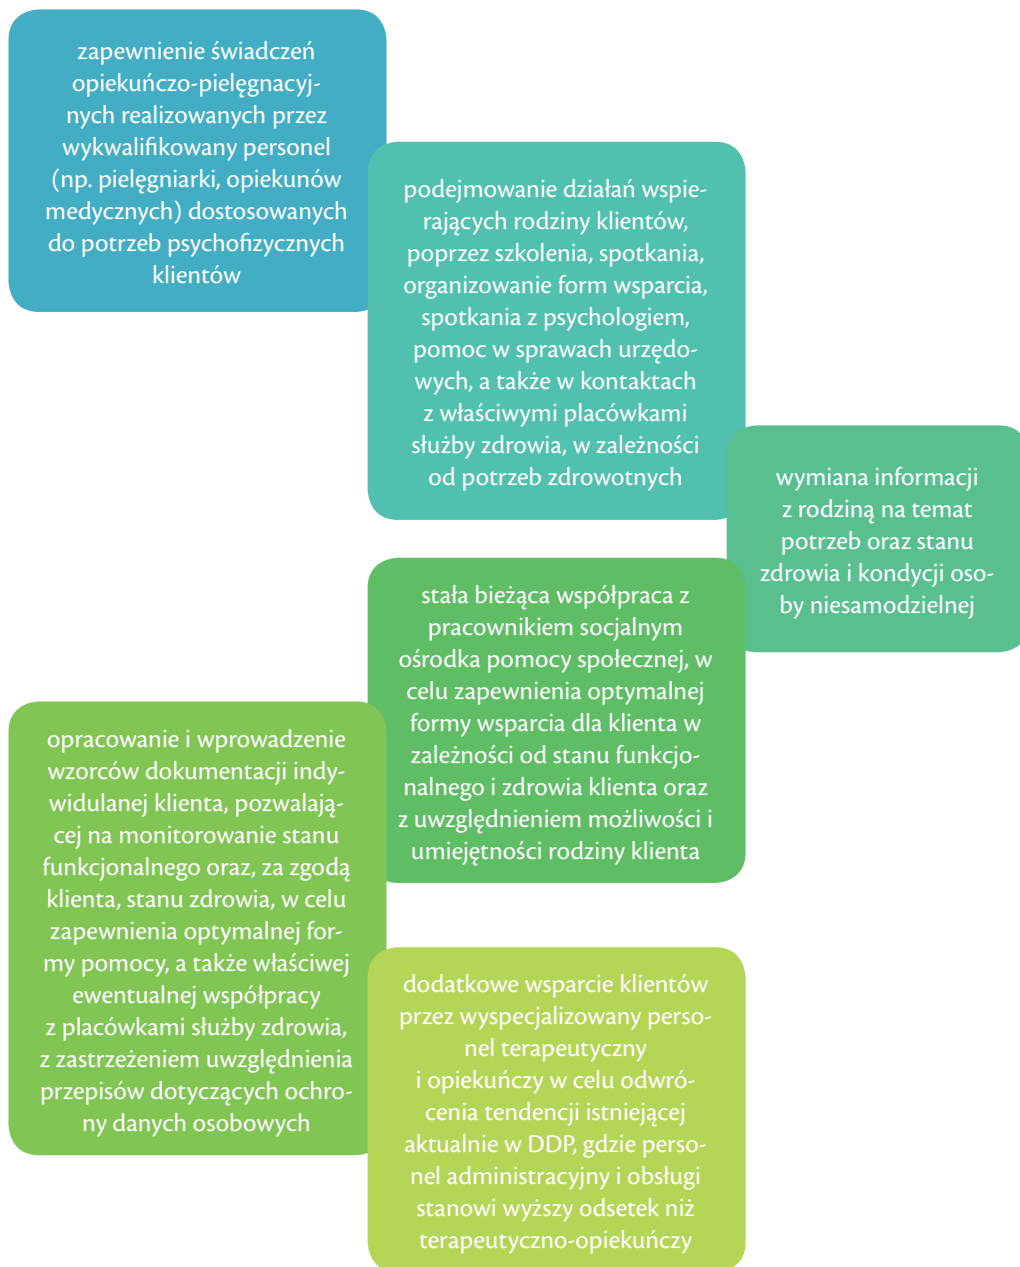 zapewnienie świadczeń
opiekuńczo-pielęgnacyj-
nych realizowanych przez
wykwalifikowany personel
(np. pielęgniarki, opiekunów
medycznych) dostosowanych
do potrzeb psychofizycznych
klientów
podejmowanie działań wspie-
rających rodziny klientów,
poprzez szkolenia, spotkania,
organizowanie form wsparcia,
spotkania z psychologiem,
pomoc w sprawach urzędo-
wych, a także w kontaktach
z właściwymi placówkami
służby zdrowia, w zależności
od potrzeb zdrowotnych
wymiana informacji
z rodziną na temat
potrzeb oraz stanu
zdrowia i kondycji oso-
by niesamodzielnej
stała bieżąca współpraca z
pracownikiem socjalnym
ośrodka pomocy społecznej, w
celu zapewnienia optymalnej
formy wsparcia dla klienta w
zależności od stanu funkcjo-
nalnego i zdrowia klienta oraz
z uwzględnieniem możliwości i
umiejętności rodziny klienta
opracowanie i wprowadzenie
wzorców dokumentacji indy-
widulanej klienta, pozwalają-
cej na monitorowanie stanu
funkcjonalnego oraz, za zgodą
klienta, stanu zdrowia, w celu
zapewnienia optymalnej for-
my pomocy, a także właściwej
ewentualnej współpracy
z placówkami służby zdrowia,
z zastrzeżeniem uwzględnienia
przepisów dotyczących ochro-
ny danych osobowych
dodatkowe wsparcie klientów
przez wyspecjalizowany perso-
nel terapeutyczny
i opiekuńczy w celu odwró-
cenia tendencji istniejącej
aktualnie w DDP, gdzie perso-
nel administracyjny i obsługi
stanowi wyższy odsetek niż
terapeutyczno-opiekuńczy